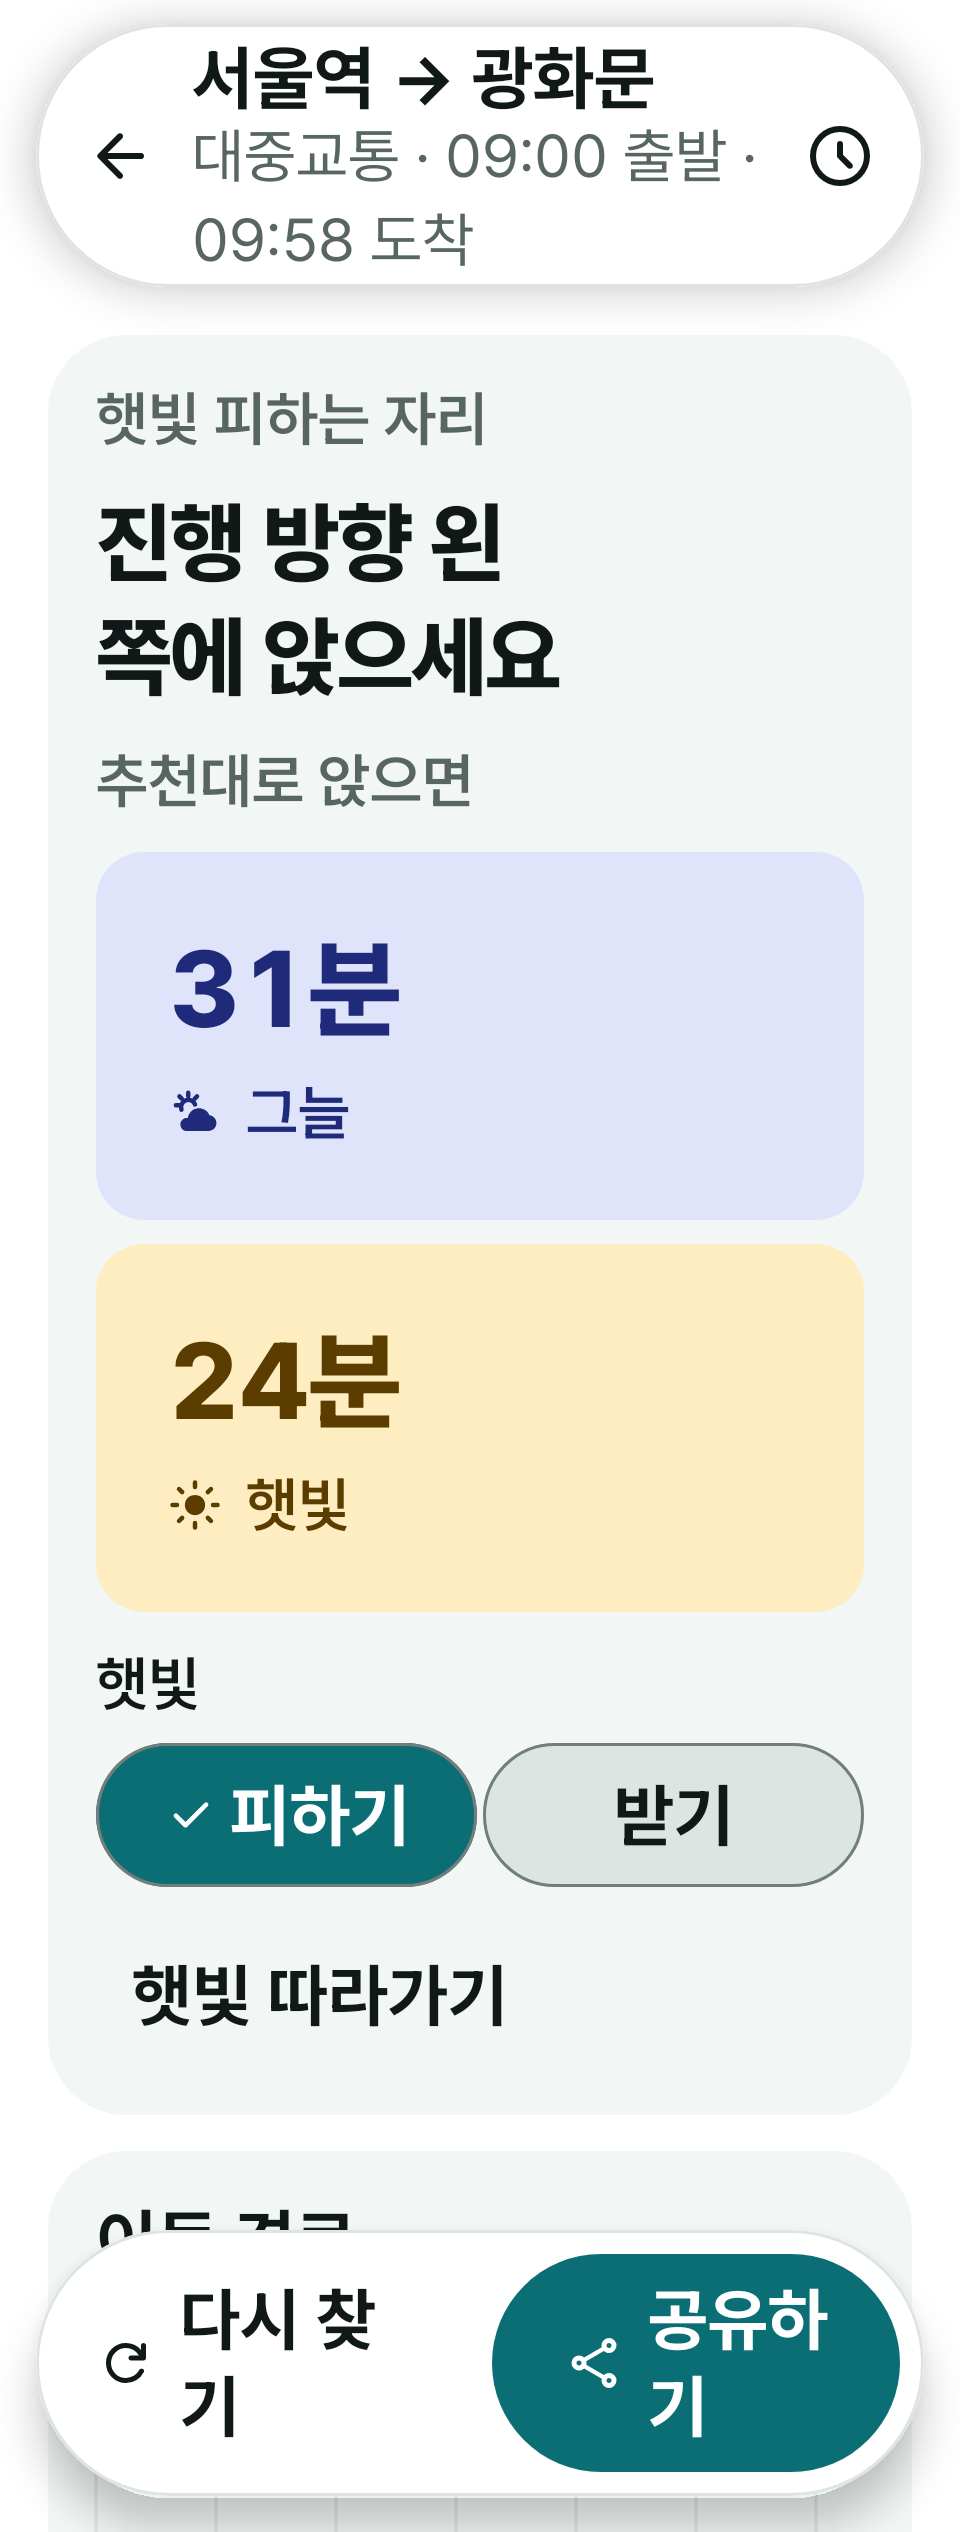 서울역 → 광화문
대중교통 · 09:00 출발 ·
09:58 도착
햇빛 피하는 자리
진행 방향 왼
쪽에 앉으세요
추천대로 앉으면
31분
그늘
24분
햇빛
햇빛
피하기
받기
햇빛 따라가기
다시 찾
기
공유하
기